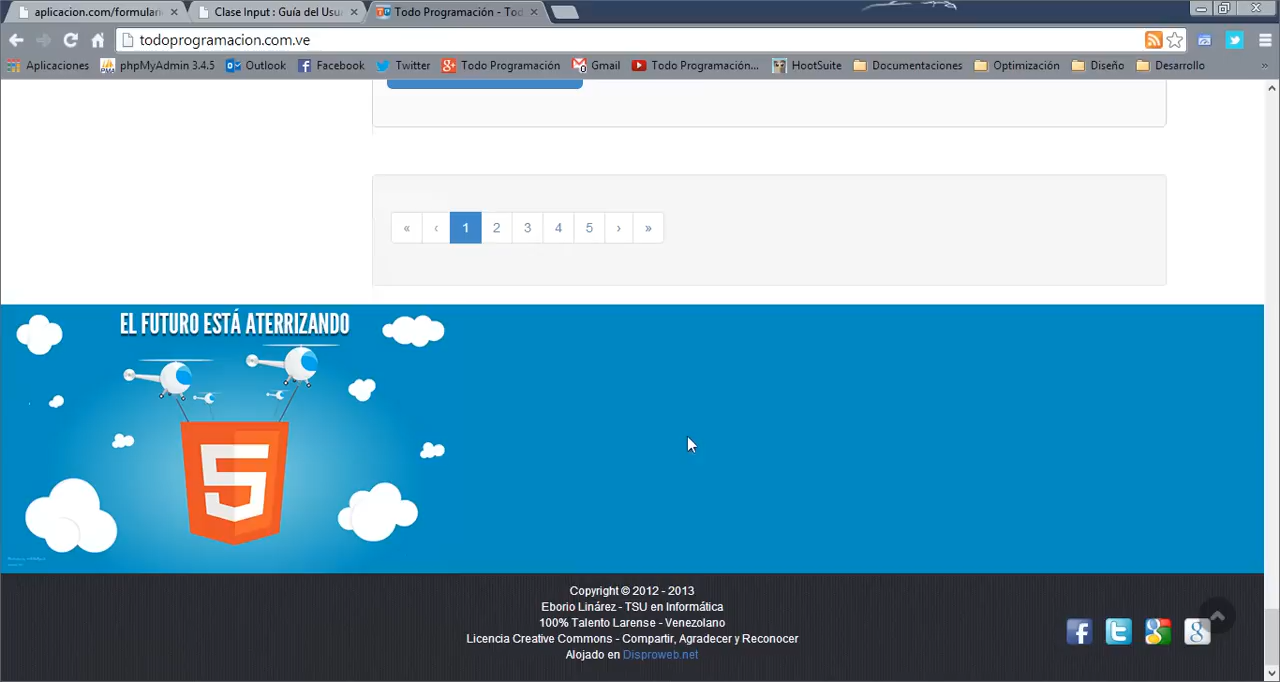 aplicacion.com/formular
Clase Input : Guía del Usu
Todo Programación - Tod
todoprogramacion.com.ve
Aplicaciones phpMyAdmin 3.4.5 Outlook Facebook Twitter Todo Programación Gmail Todo Programación... HootSuite Documentaciones Optimización Diseño Desarrollo »
« ‹ 1 2 3 4 5 › »
EL FUTURO ESTÁ ATERRIZANDO
5
Copyright © 2012 - 2013
Eborio Linárez - TSU en Informática
100% Talento Larense - Venezolano
Licencia Creative Commons - Compartir, Agradecer y Reconocer
Alojado en Disproweb.net